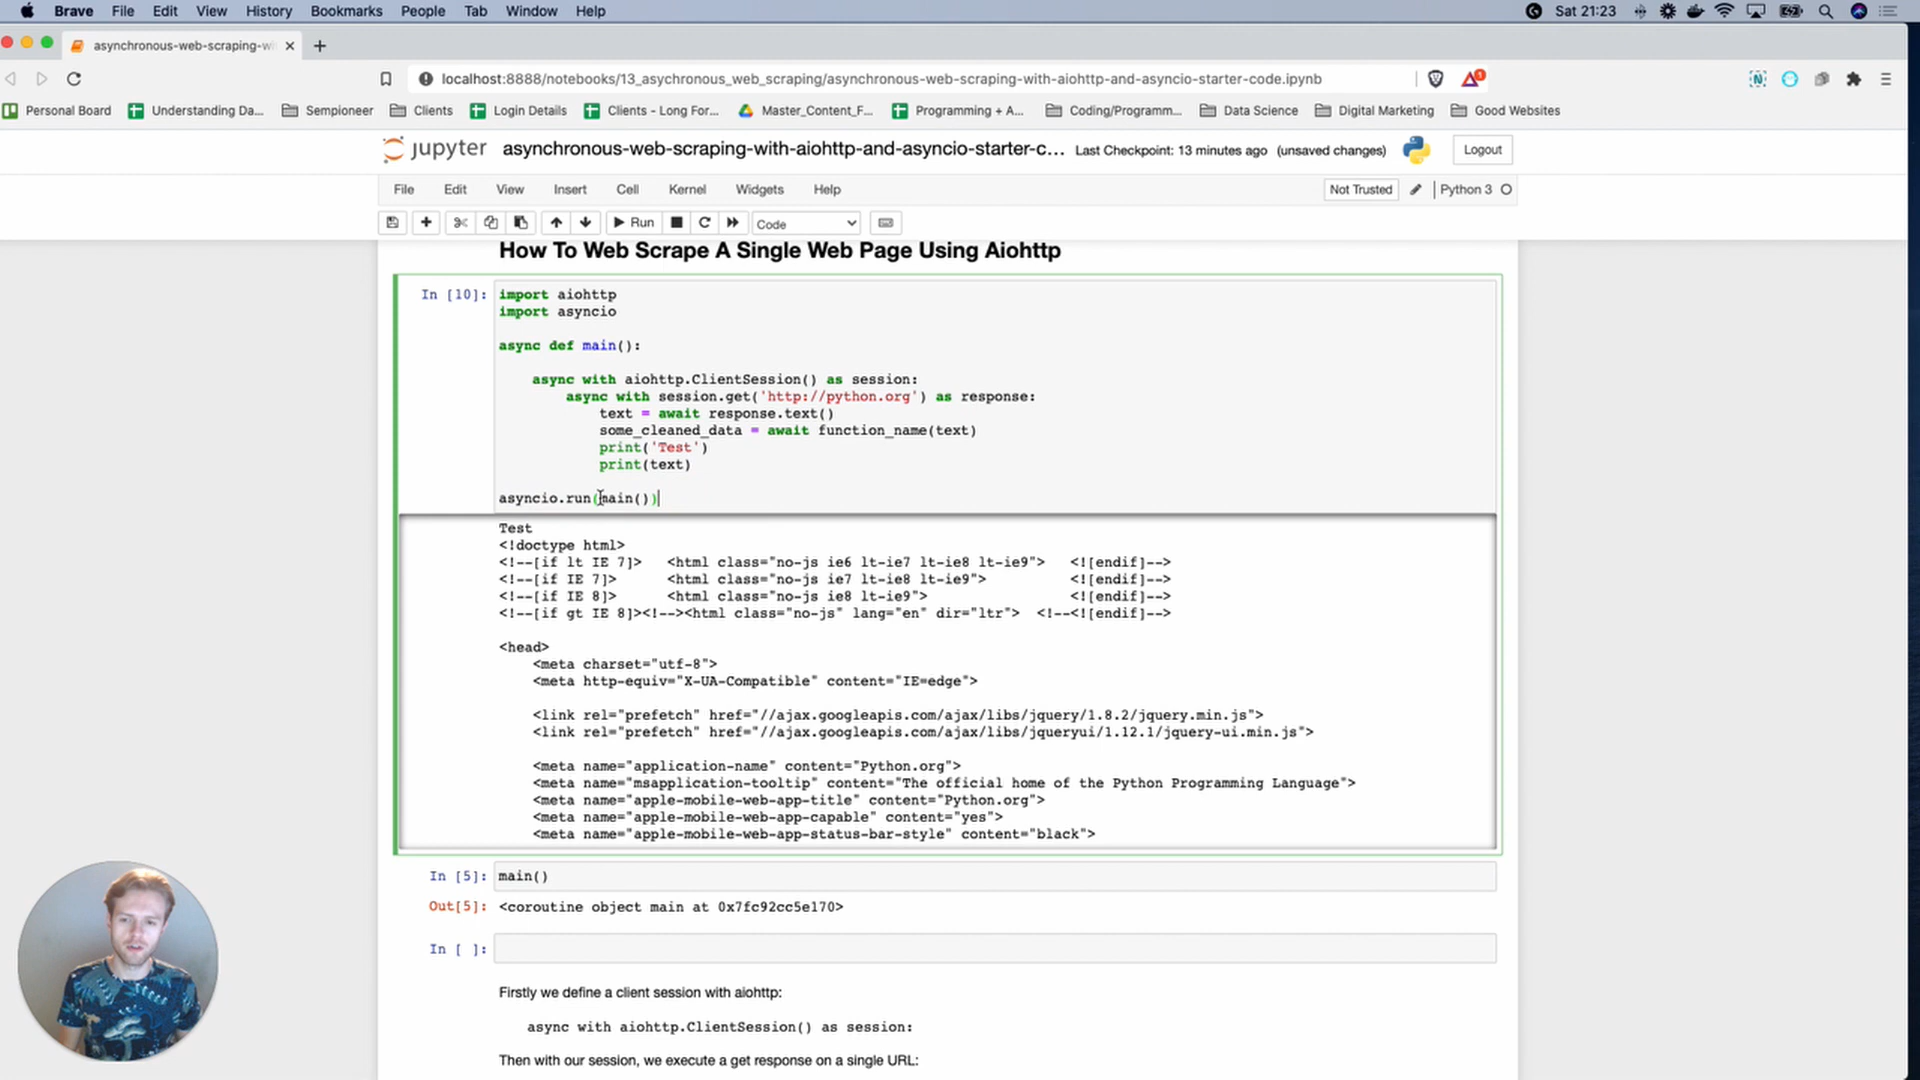 Brave File Edit View History Bookmarks People Tab Window Help Sat 21:23
asynchronous-web-scraping-wi
localhost:8888/notebooks/13_asychronous_web_scraping/asynchronous-web-scraping-with-aiohttp-and-asyncio-starter-code.ipynb 1
Personal Board Understanding Da... Sempioneer Clients Login Details Clients - Long For... Master_Content_F... Programming + A... Coding/Programm... Data Science Digital Marketing Good Websites
jupyter asynchronous-web-scraping-with-aiohttp-and-asyncio-starter-c... Last Checkpoint: 13 minutes ago (unsaved changes) Logout
File Edit View Insert Cell Kernel Widgets Help Not Trusted Python 3
Run Code
How To Web Scrape A Single Web Page Using Aiohttp
In [10]: import aiohttp
import asyncio
async def main():
async with aiohttp.ClientSession() as session:
async with session.get('http://python.org') as response:
text = await response.text()
some_cleaned_data = await function_name(text)
print('Test')
print(text)
asyncio.run(main())
Test
<!doctype html>
<!--[if lt IE 7]> <html class="no-js ie6 lt-ie7 lt-ie8 lt-ie9"> <![endif]-->
<!--[if IE 7]> <html class="no-js ie7 lt-ie8 lt-ie9"> <![endif]-->
<!--[if IE 8]> <html class="no-js ie8 lt-ie9"> <![endif]-->
<!--[if gt IE 8]><!--><html class="no-js" lang="en" dir="ltr"> <!--<![endif]-->
<head>
<meta charset="utf-8">
<meta http-equiv="X-UA-Compatible" content="IE=edge">
<link rel="prefetch" href="//ajax.googleapis.com/ajax/libs/jquery/1.8.2/jquery.min.js">
<link rel="prefetch" href="//ajax.googleapis.com/ajax/libs/jqueryui/1.12.1/jquery-ui.min.js">
<meta name="application-name" content="Python.org">
<meta name="msapplication-tooltip" content="The official home of the Python Programming Language">
<meta name="apple-mobile-web-app-title" content="Python.org">
<meta name="apple-mobile-web-app-capable" content="yes">
<meta name="apple-mobile-web-app-status-bar-style" content="black">
In [5]: main()
Out[5]: <coroutine object main at 0x7fc92cc5e170>
In [ ]:
Firstly we define a client session with aiohttp:
async with aiohttp.ClientSession() as session:
Then with our session, we execute a get response on a single URL: